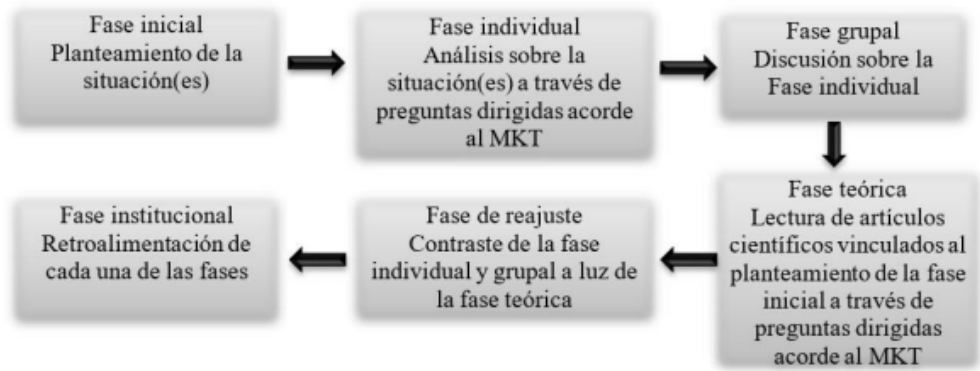 Fase inicial
Planteamiento de la
situación(es)
Fase individual
Análisis sobre la
situación(es) a través de
preguntas dirigidas acorde
al MKT
Fase grupal
Discusión sobre la
Fase individual
Fase teórica
Lectura de artículos
científicos vinculados al
planteamiento de la fase
inicial a través de
preguntas dirigidas
acorde al MKT
Fase de reajuste
Contraste de la fase
individual y grupal a luz de
la fase teórica
Fase institucional
Retroalimentación de
cada una de las fases